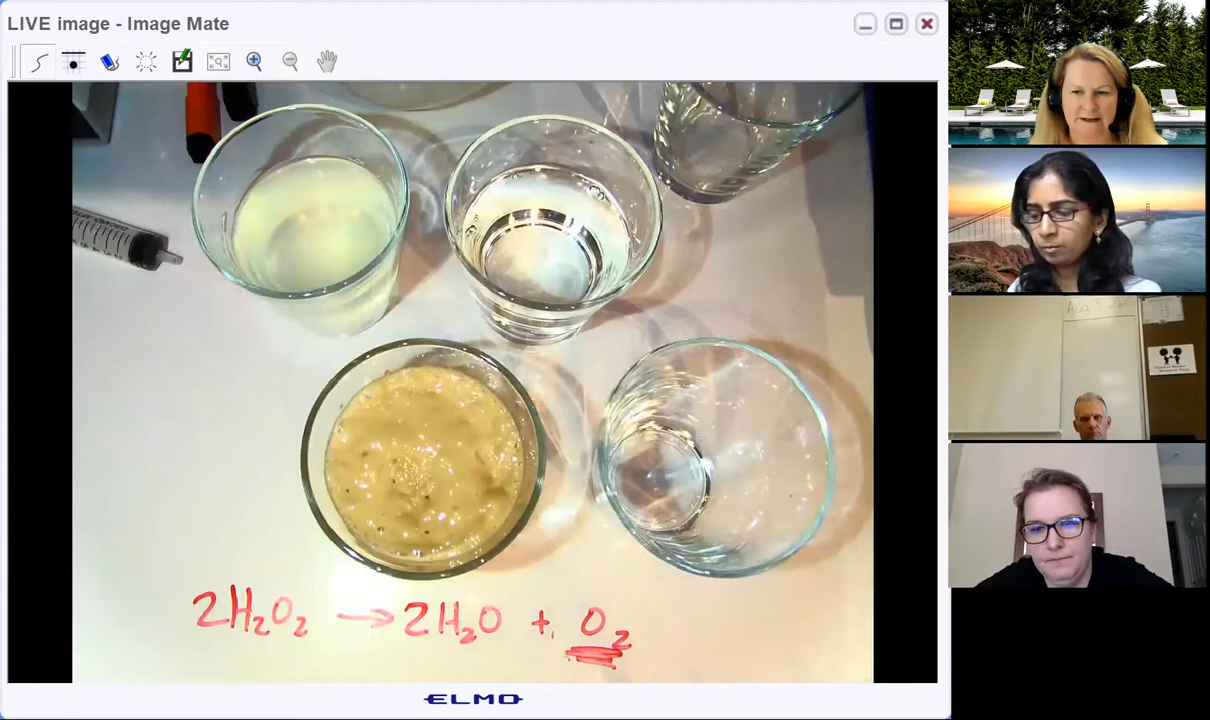 LIVE image - Image Mate
2H₂O₂ → 2H₂O + O₂
ELMO